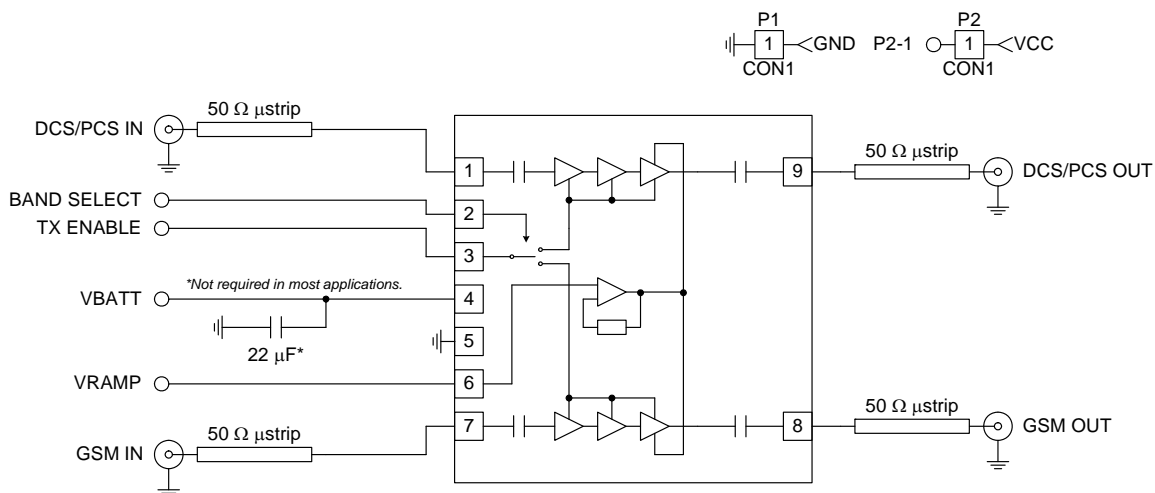 P1
1
GND
CON1
P2-1
P2
1
VCC
CON1
50 Ω µstrip
DCS/PCS IN
1
9
50 Ω µstrip
DCS/PCS OUT
BAND SELECT
2
TX ENABLE
3
*Not required in most applications.
VBATT
4
22 µF*
5
VRAMP
6
7
8
50 Ω µstrip
GSM OUT
50 Ω µstrip
GSM IN